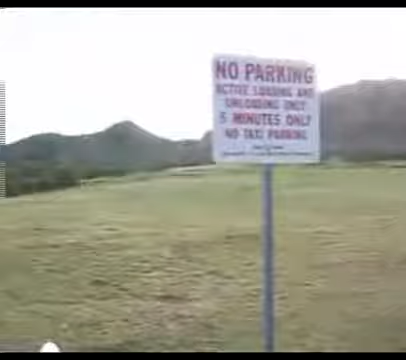 NO PARKING
ACTIVE LOADING AND
UNLOADING ONLY
5 MINUTES ONLY
NO TAXI PARKING